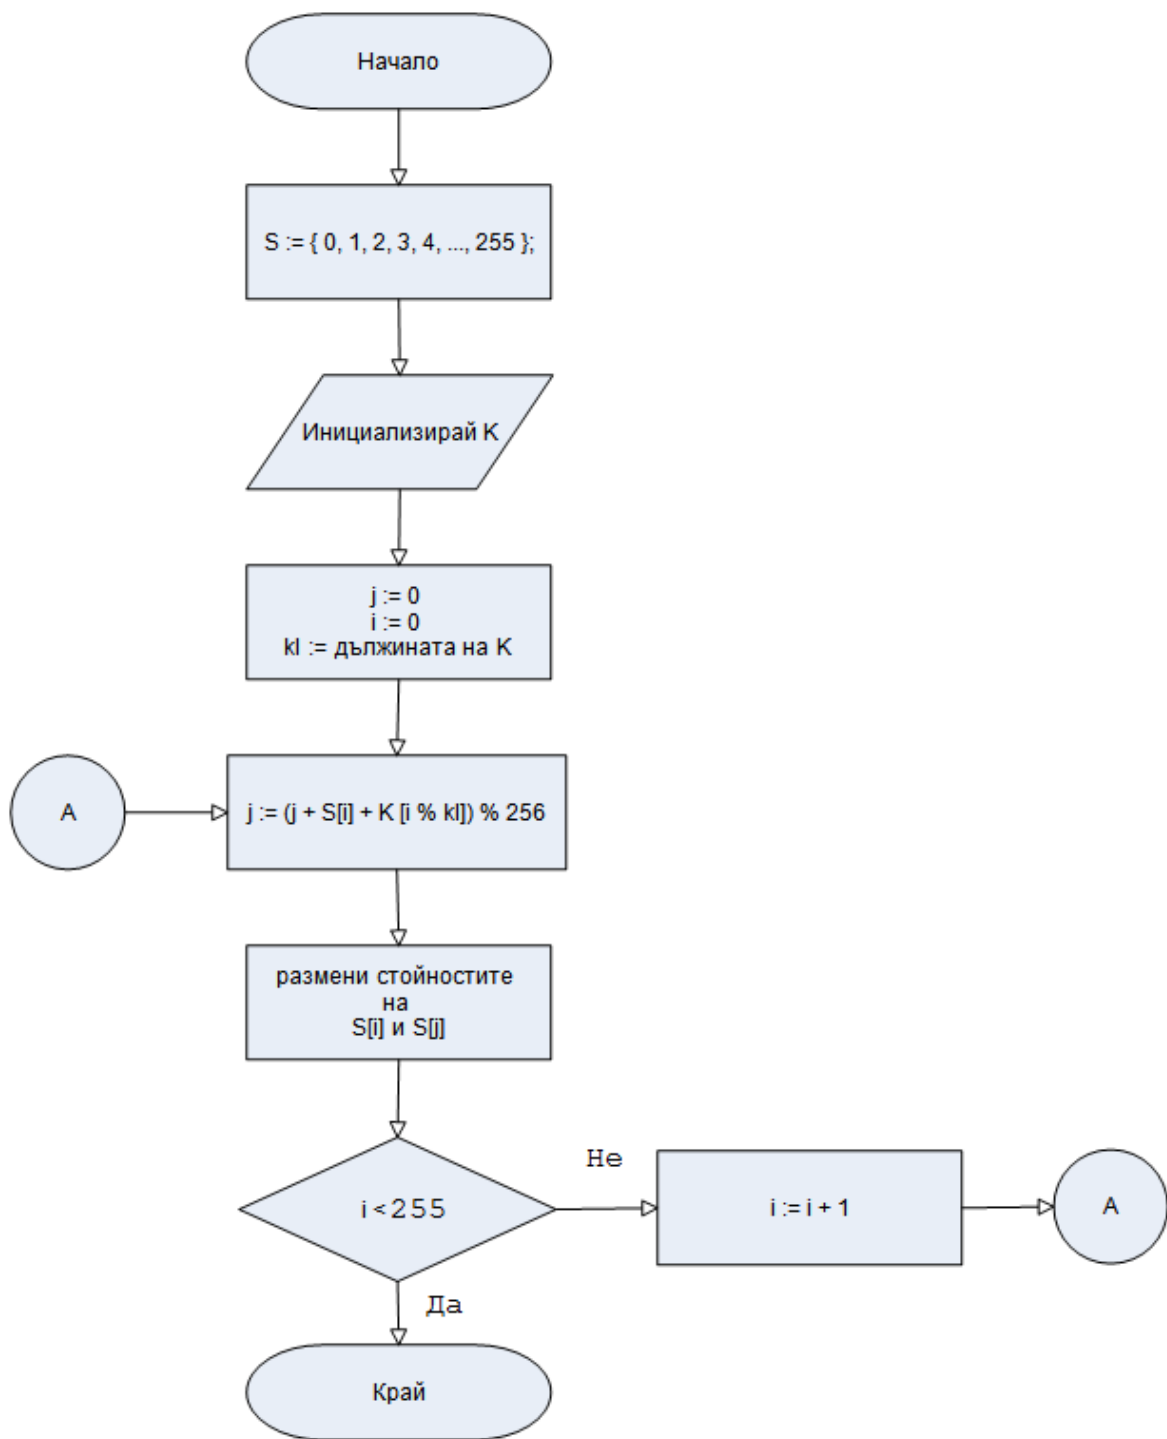 Начало
S := { 0, 1, 2, 3, 4, ..., 255 };
Инициализирай K
j := 0
i := 0
kl := дължината на K
A
j := (j + S[i] + K [i % kl]) % 256
размени стойностите
на
S[i] и S[j]
i < 255
Не
i := i + 1
A
Да
Край